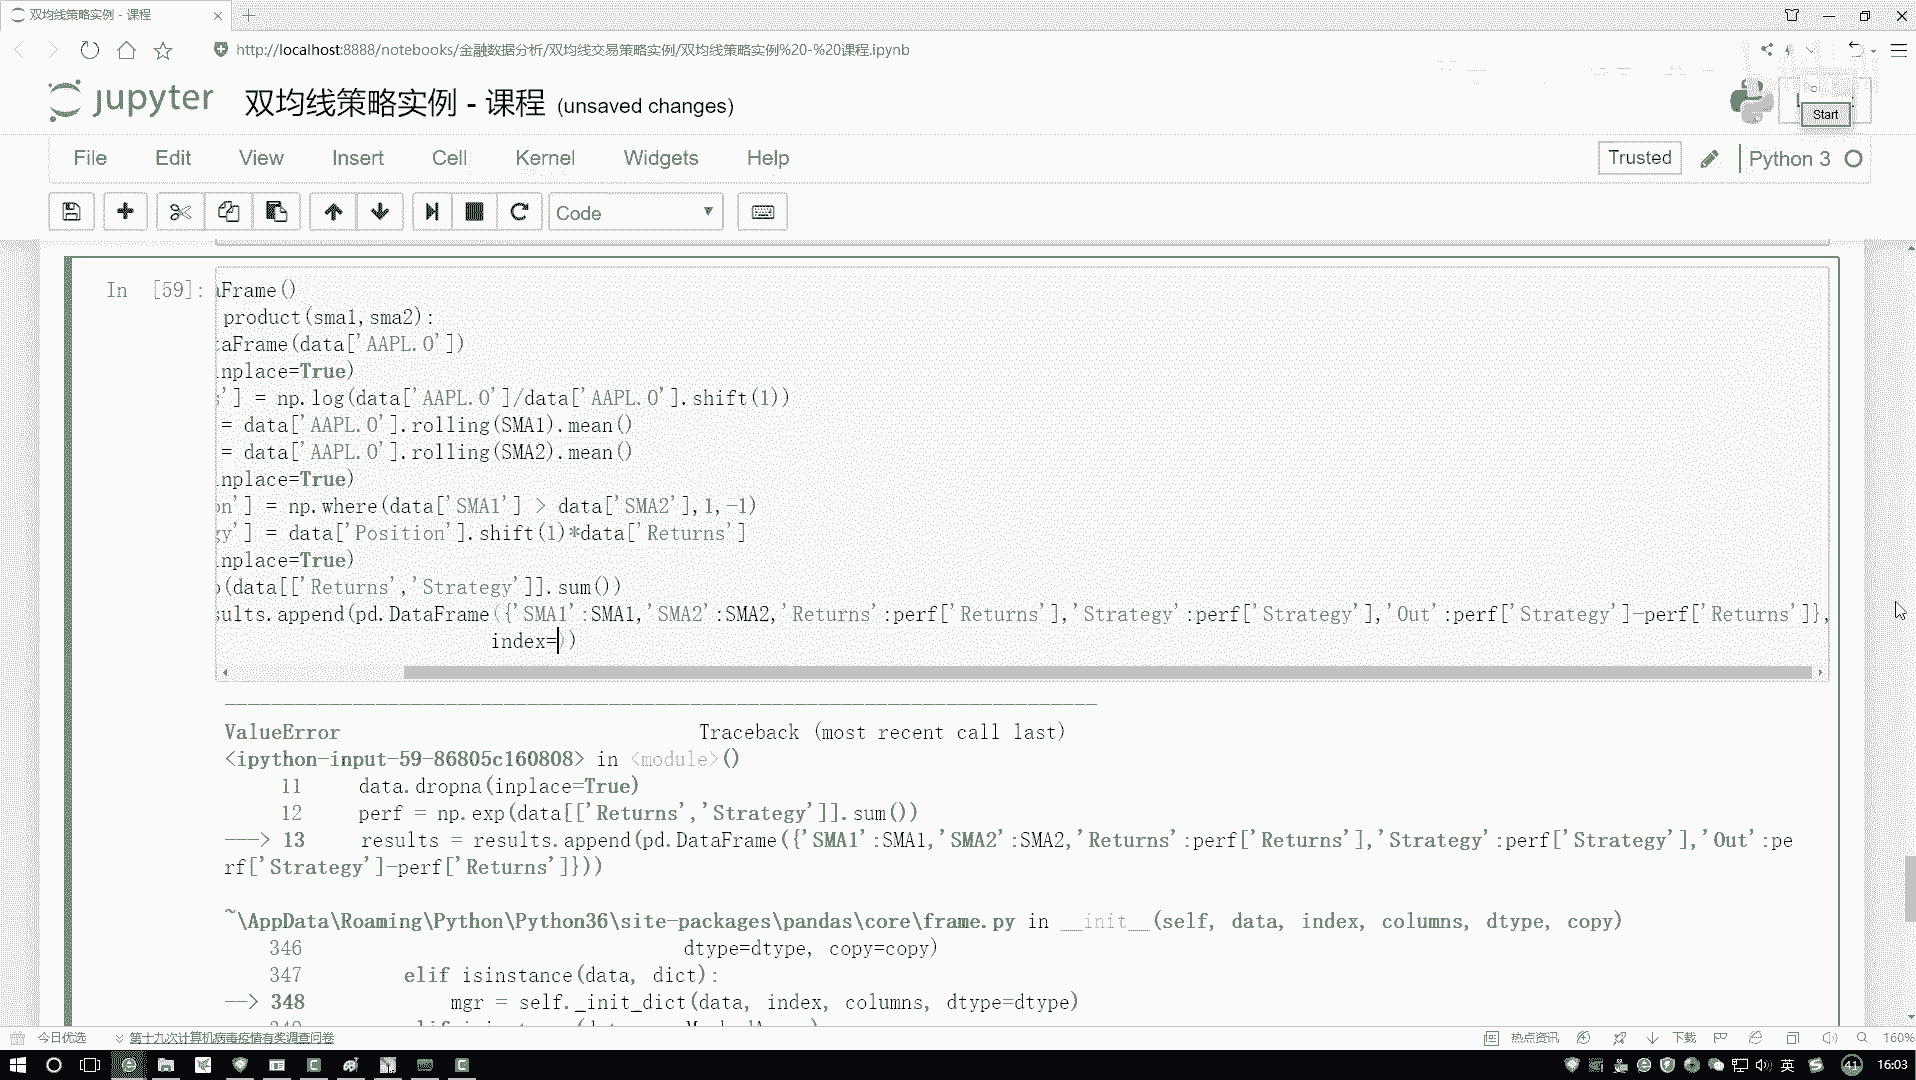 双均线策略实例 - 课程
http://localhost:8888/notebooks/金融数据分析/双均线交易策略实例/双均线策略实例%20-%20课程.ipynb
jupyter 双均线策略实例 - 课程 (unsaved changes)
Start
File Edit View Insert Cell Kernel Widgets Help
Trusted Python 3
Code
In [59]:
aFrame()
product(sma1,sma2):
taFrame(data['AAPL.O'])
inplace=True)
s'] = np.log(data['AAPL.O']/data['AAPL.O'].shift(1))
= data['AAPL.O'].rolling(SMA1).mean()
= data['AAPL.O'].rolling(SMA2).mean()
inplace=True)
on'] = np.where(data['SMA1'] > data['SMA2'],1,-1)
gy'] = data['Position'].shift(1)*data['Returns']
inplace=True)
p(data[['Returns','Strategy']].sum())
sults.append(pd.DataFrame({'SMA1':SMA1,'SMA2':SMA2,'Returns':perf['Returns'],'Strategy':perf['Strategy'],'Out':perf['Strategy']-perf['Returns']},
index=))
ValueError Traceback (most recent call last)
<ipython-input-59-86805c160808> in <module>()
11 data.dropna(inplace=True)
12 perf = np.exp(data[['Returns','Strategy']].sum())
---> 13 results = results.append(pd.DataFrame({'SMA1':SMA1,'SMA2':SMA2,'Returns':perf['Returns'],'Strategy':perf['Strategy'],'Out':pe
rf['Strategy']-perf['Returns']}))
~\AppData\Roaming\Python\Python36\site-packages\pandas\core\frame.py in __init__(self, data, index, columns, dtype, copy)
346 dtype=dtype, copy=copy)
347 elif isinstance(data, dict):
--> 348 mgr = self._init_dict(data, index, columns, dtype=dtype)
今日优选 第十九次计算机病毒疫情有奖调查问卷 热点资讯 下载 160%
英 41 16:03